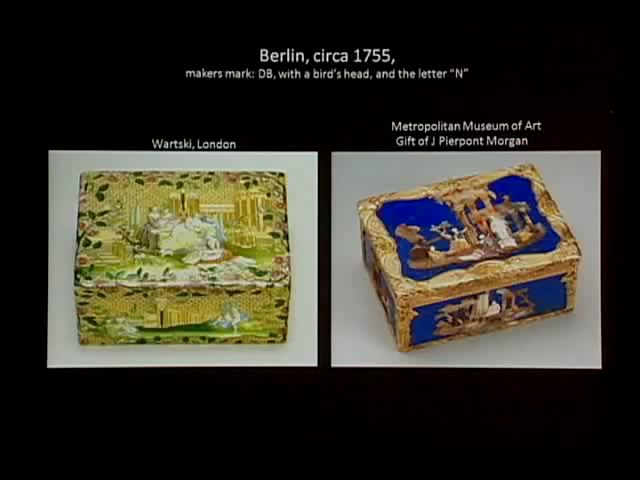 Berlin, circa 1755,
makers mark: DB, with a bird's head, and the letter "N"
Wartski, London
Metropolitan Museum of Art
Gift of J Pierpont Morgan